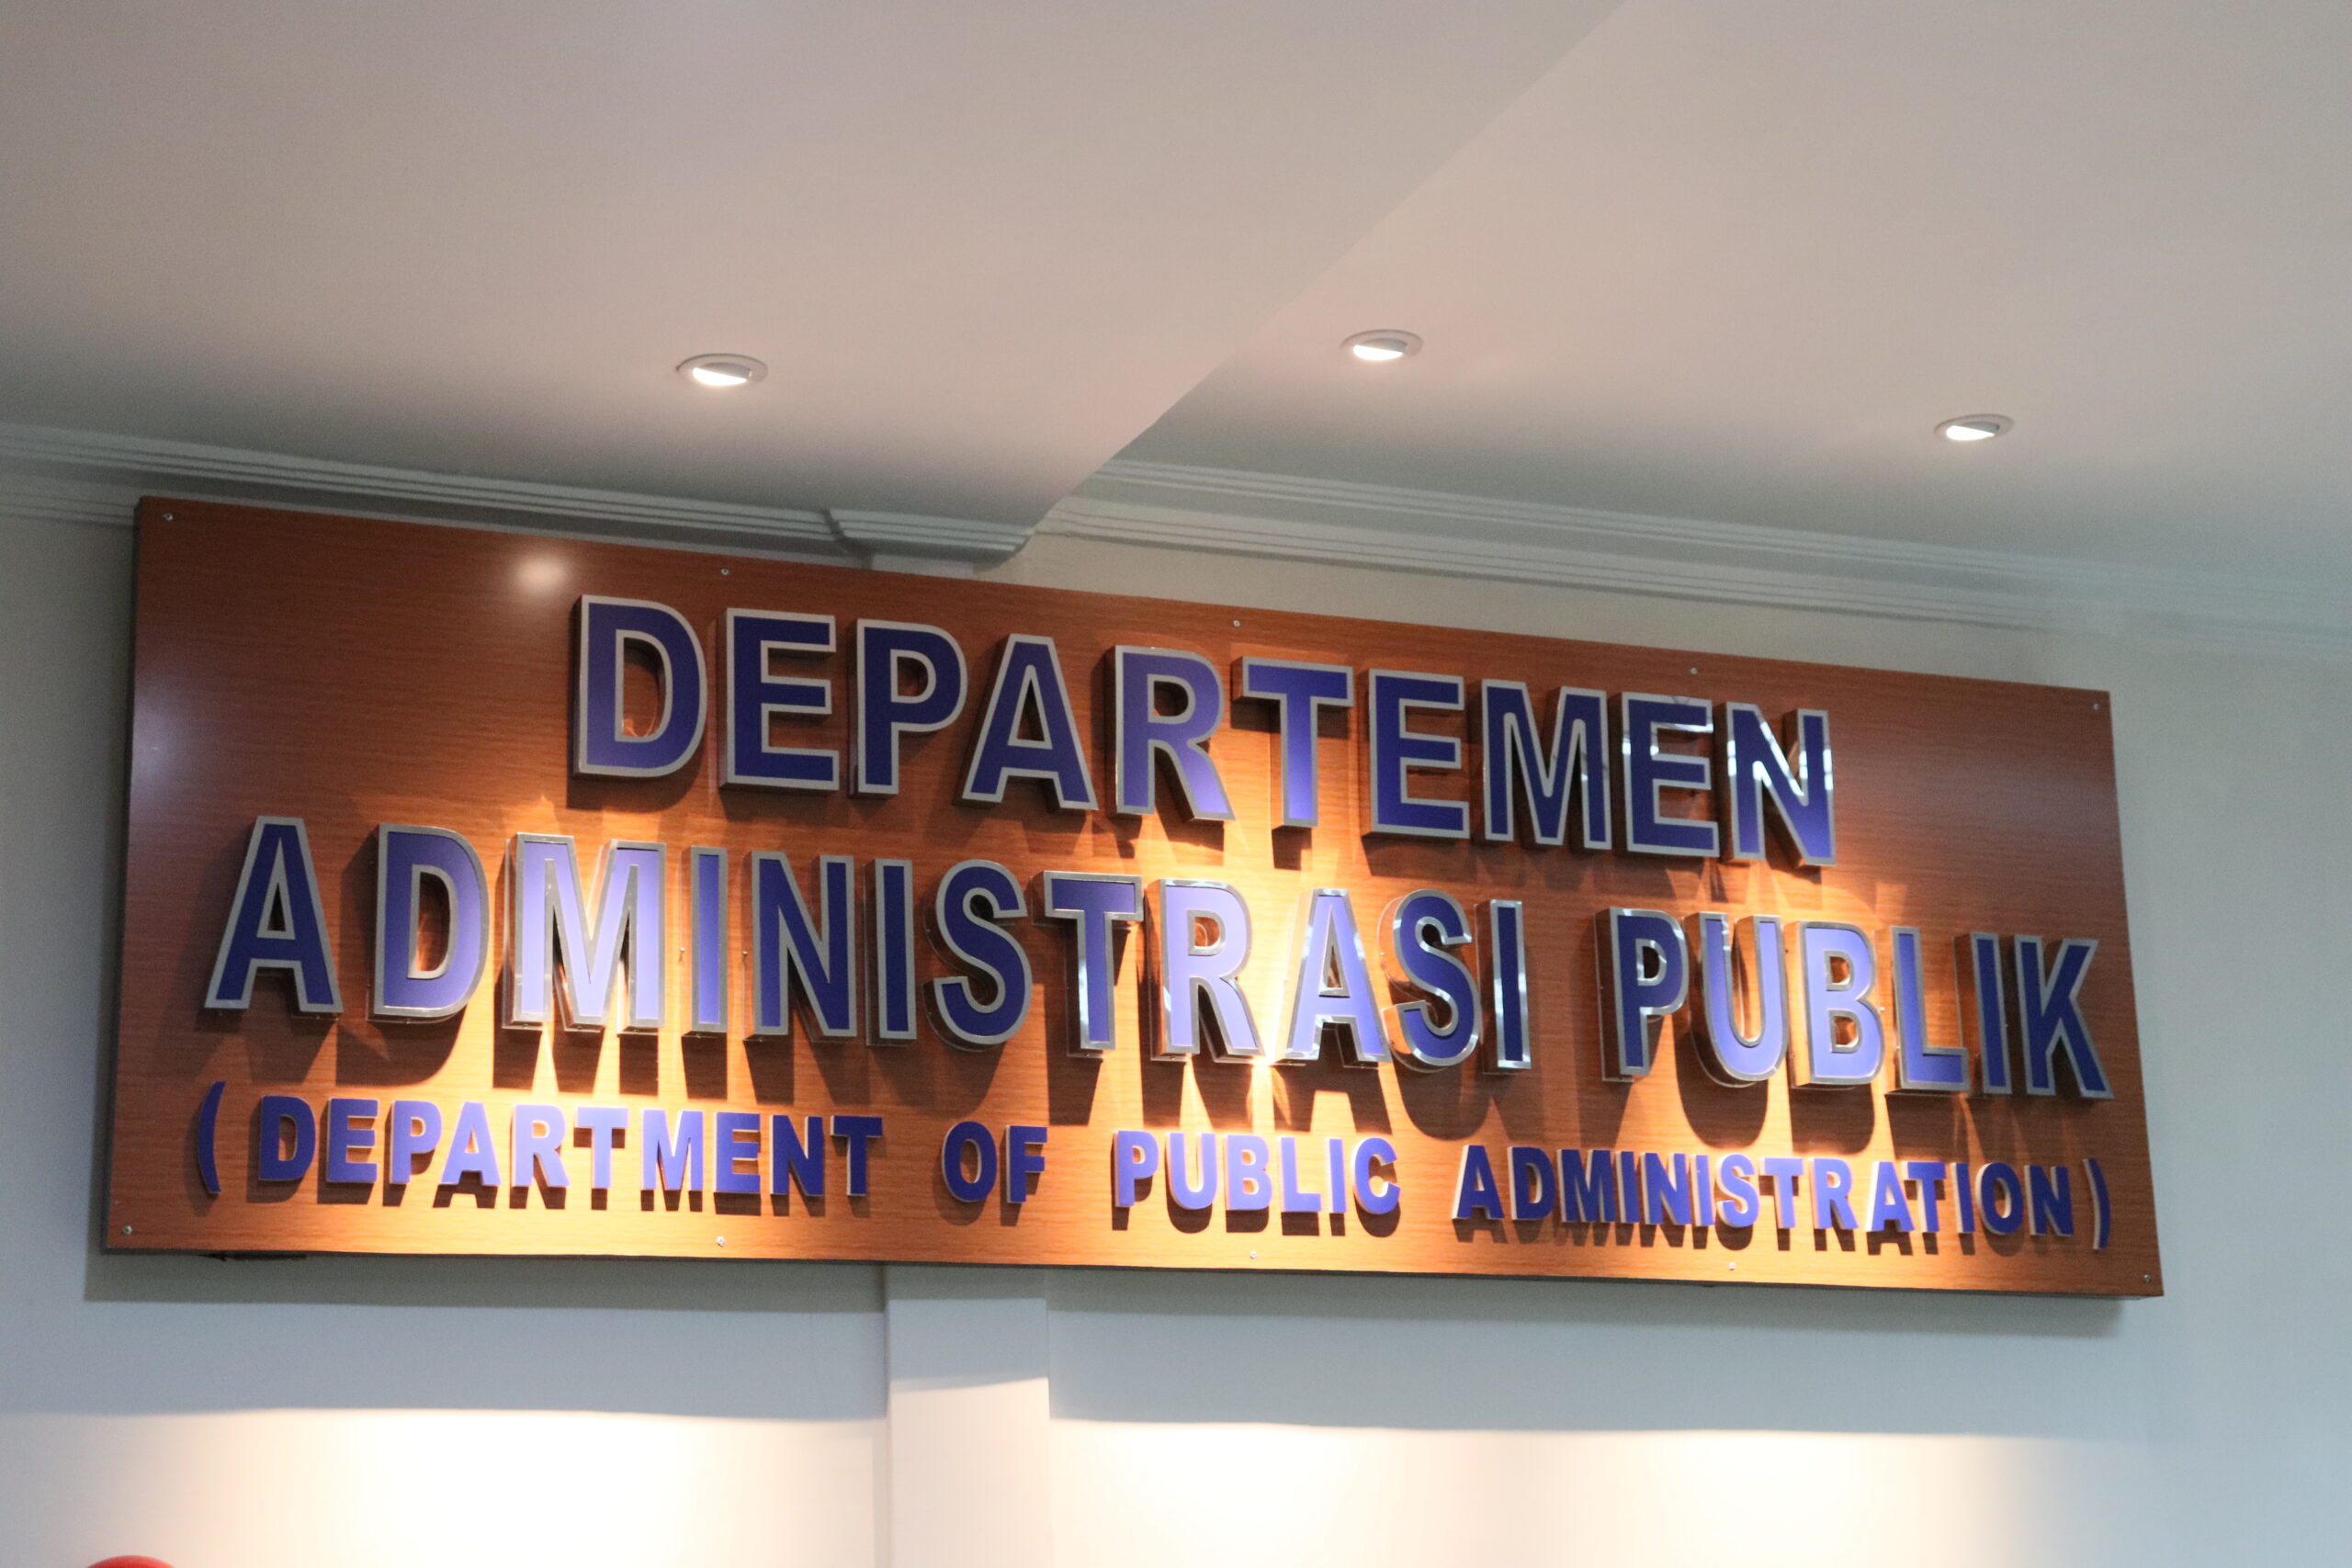 DEPARTEMEN
ADMINISTRASI PUBLIK
( DEPARTMENT OF PUBLIC ADMINISTRATION )